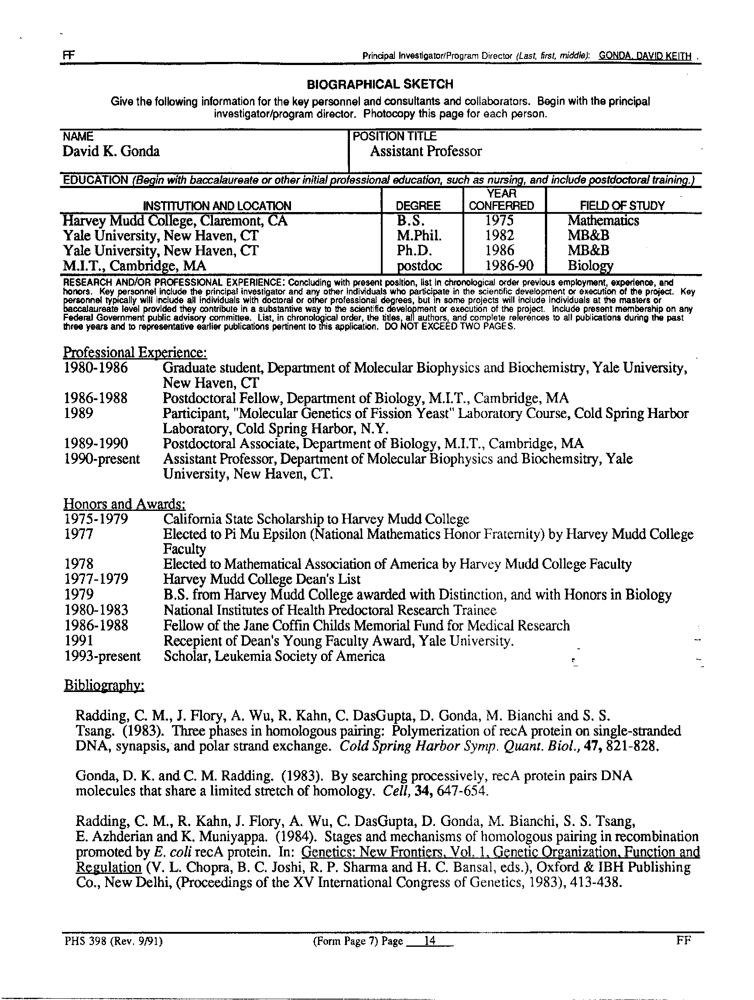 FF Principal Investigator/Program Director (Last, first, middle): GONDA, DAVID KEITH .
BIOGRAPHICAL SKETCH
Give the following information for the key personnel and consultants and collaborators. Begin with the principal
investigator/program director. Photocopy this page for each person.
NAME POSITION TITLE
David K. Gonda Assistant Professor
EDUCATION (Begin with baccalaureate or other initial professional education, such as nursing, and include postdoctoral training.)
INSTITUTION AND LOCATION DEGREE YEAR CONFERRED FIELD OF STUDY
Harvey Mudd College, Claremont, CA B.S. 1975 Mathematics
Yale University, New Haven, CT M.Phil. 1982 MB&B
Yale University, New Haven, CT Ph.D. 1986 MB&B
M.I.T., Cambridge, MA postdoc 1986-90 Biology
RESEARCH AND/OR PROFESSIONAL EXPERIENCE: Concluding with present position, list in chronological order previous employment, experience, and
honors. Key personnel include the principal investigator and any other individuals who participate in the scientific development or execution of the project. Key
personnel typically will include all individuals with doctoral or other professional degrees, but in some projects will include individuals at the masters or
baccalaureate level provided they contribute in a substantive way to the scientific development or execution of the project. Include present membership on any
Federal Government public advisory committee. List, in chronological order, the titles, all authors, and complete references to all publications during the past
three years and to representative earlier publications pertinent to this application. DO NOT EXCEED TWO PAGES.
Professional Experience:
1980-1986 Graduate student, Department of Molecular Biophysics and Biochemistry, Yale University,
New Haven, CT
1986-1988 Postdoctoral Fellow, Department of Biology, M.I.T., Cambridge, MA
1989 Participant, "Molecular Genetics of Fission Yeast" Laboratory Course, Cold Spring Harbor
Laboratory, Cold Spring Harbor, N.Y.
1989-1990 Postdoctoral Associate, Department of Biology, M.I.T., Cambridge, MA
1990-present Assistant Professor, Department of Molecular Biophysics and Biochemsitry, Yale
University, New Haven, CT.
Honors and Awards:
1975-1979 California State Scholarship to Harvey Mudd College
1977 Elected to Pi Mu Epsilon (National Mathematics Honor Fraternity) by Harvey Mudd College
Faculty
1978 Elected to Mathematical Association of America by Harvey Mudd College Faculty
1977-1979 Harvey Mudd College Dean's List
1979 B.S. from Harvey Mudd College awarded with Distinction, and with Honors in Biology
1980-1983 National Institutes of Health Predoctoral Research Trainee
1986-1988 Fellow of the Jane Coffin Childs Memorial Fund for Medical Research
1991 Recepient of Dean's Young Faculty Award, Yale University.
1993-present Scholar, Leukemia Society of America
Bibliography:
Radding, C. M., J. Flory, A. Wu, R. Kahn, C. DasGupta, D. Gonda, M. Bianchi and S. S.
Tsang. (1983). Three phases in homologous pairing: Polymerization of recA protein on single-stranded
DNA, synapsis, and polar strand exchange. Cold Spring Harbor Symp. Quant. Biol., 47, 821-828.
Gonda, D. K. and C. M. Radding. (1983). By searching processively, recA protein pairs DNA
molecules that share a limited stretch of homology. Cell, 34, 647-654.
Radding, C. M., R. Kahn, J. Flory, A. Wu, C. DasGupta, D. Gonda, M. Bianchi, S. S. Tsang,
E. Azhderian and K. Muniyappa. (1984). Stages and mechanisms of homologous pairing in recombination
promoted by E. coli recA protein. In: Genetics: New Frontiers, Vol. 1, Genetic Organization, Function and
Regulation (V. L. Chopra, B. C. Joshi, R. P. Sharma and H. C. Bansal, eds.), Oxford & IBH Publishing
Co., New Delhi, (Proceedings of the XV International Congress of Genetics, 1983), 413-438.
PHS 398 (Rev. 9/91) (Form Page 7) Page 14 FF